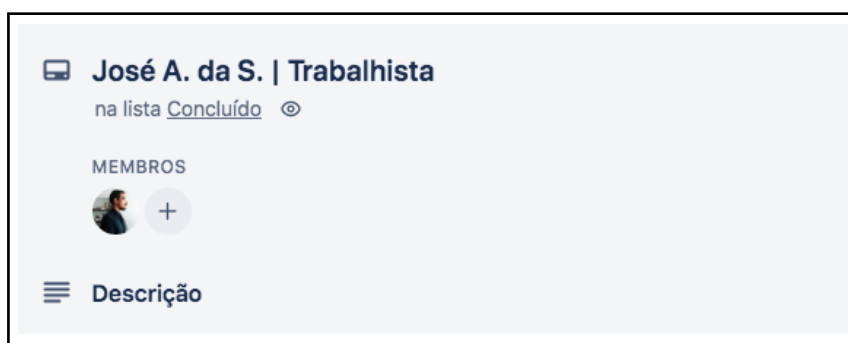 José A. da S. | Trabalhista
na lista Concluído
MEMBROS
+
Descrição